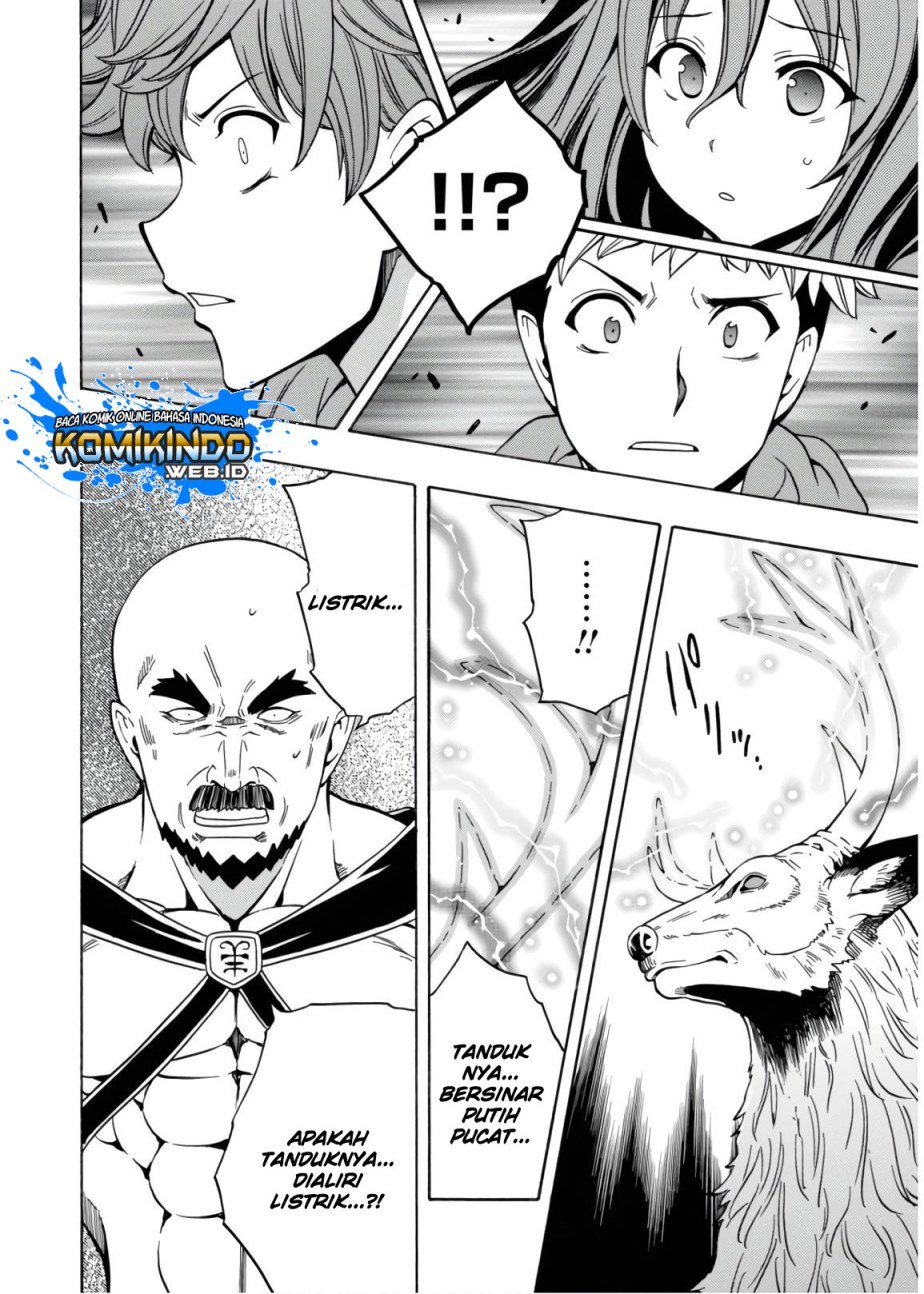 !!?
BACA KOMIK ONLINE BAHASA INDONESIA
KOMIKINDO
WEB.ID
......!!
TANDUK
NYA...
BERSINAR
PUTIH
PUCAT...
LISTRIK...
APAKAH
TANDUKNYA...
DIALIRI
LISTRIK...?!